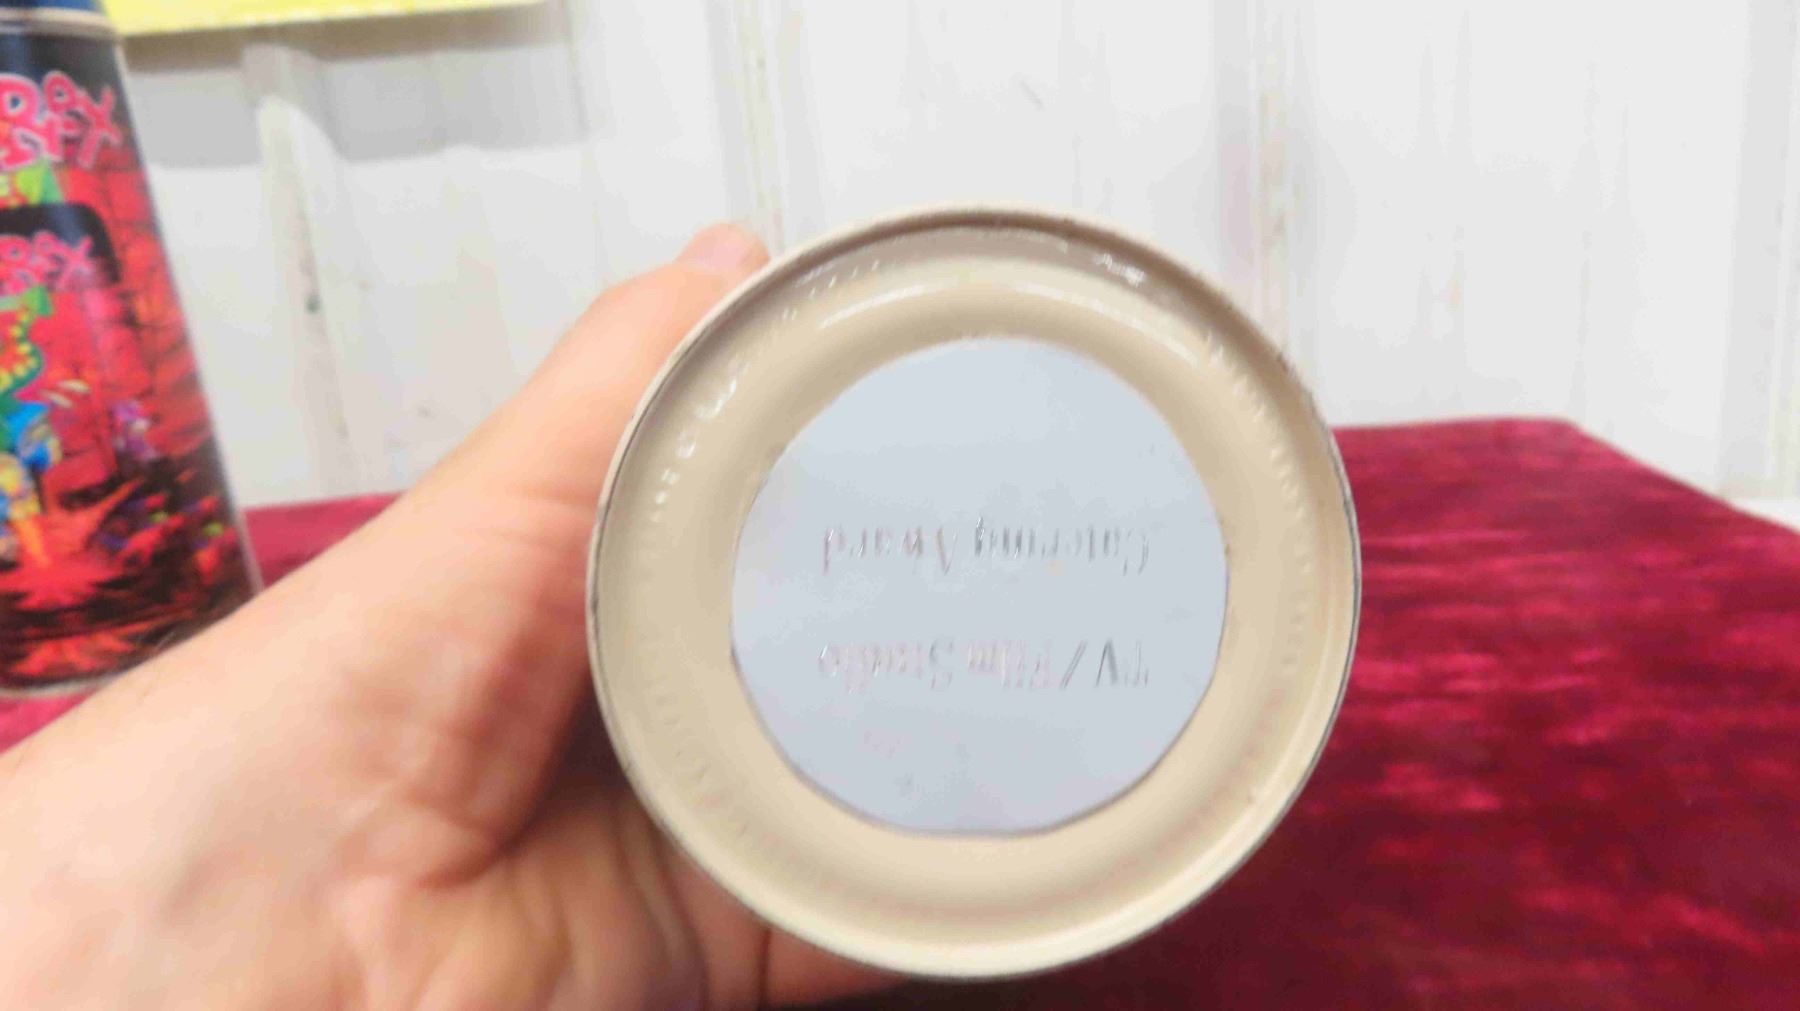 TV/Film Studio
Catering Award